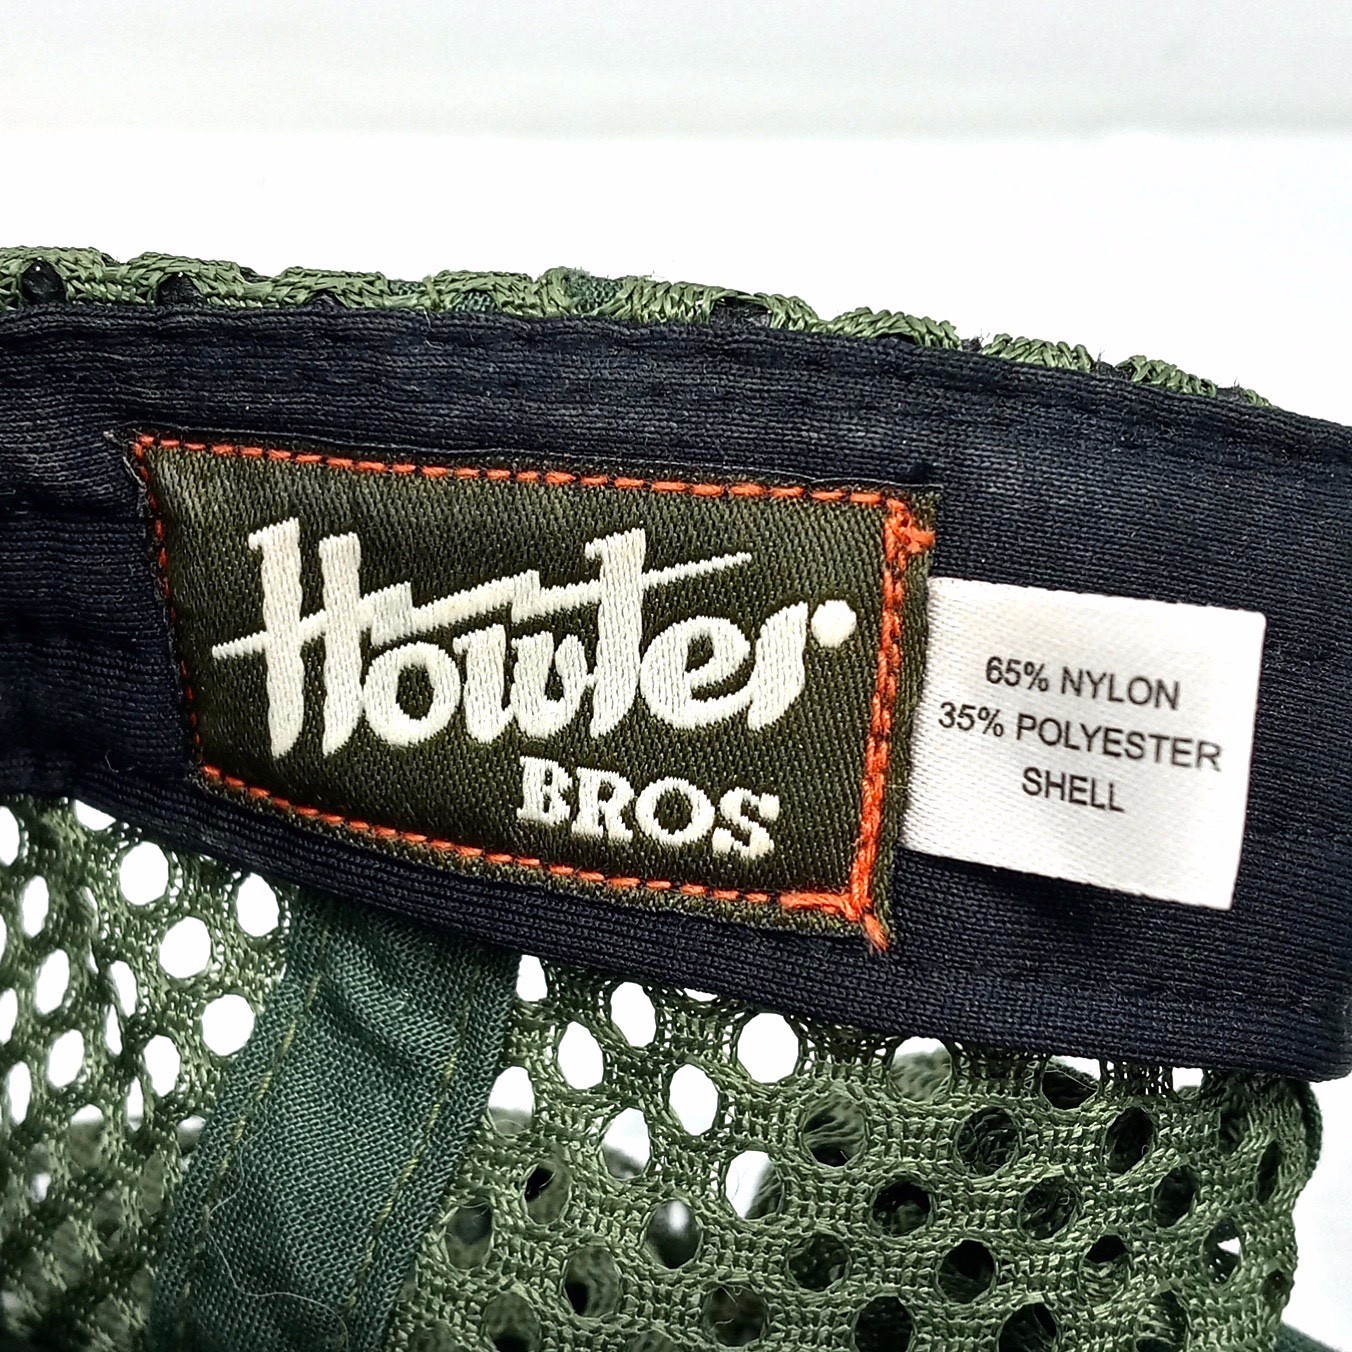 Howler
BROS
65% NYLON
35% POLYESTER
SHELL